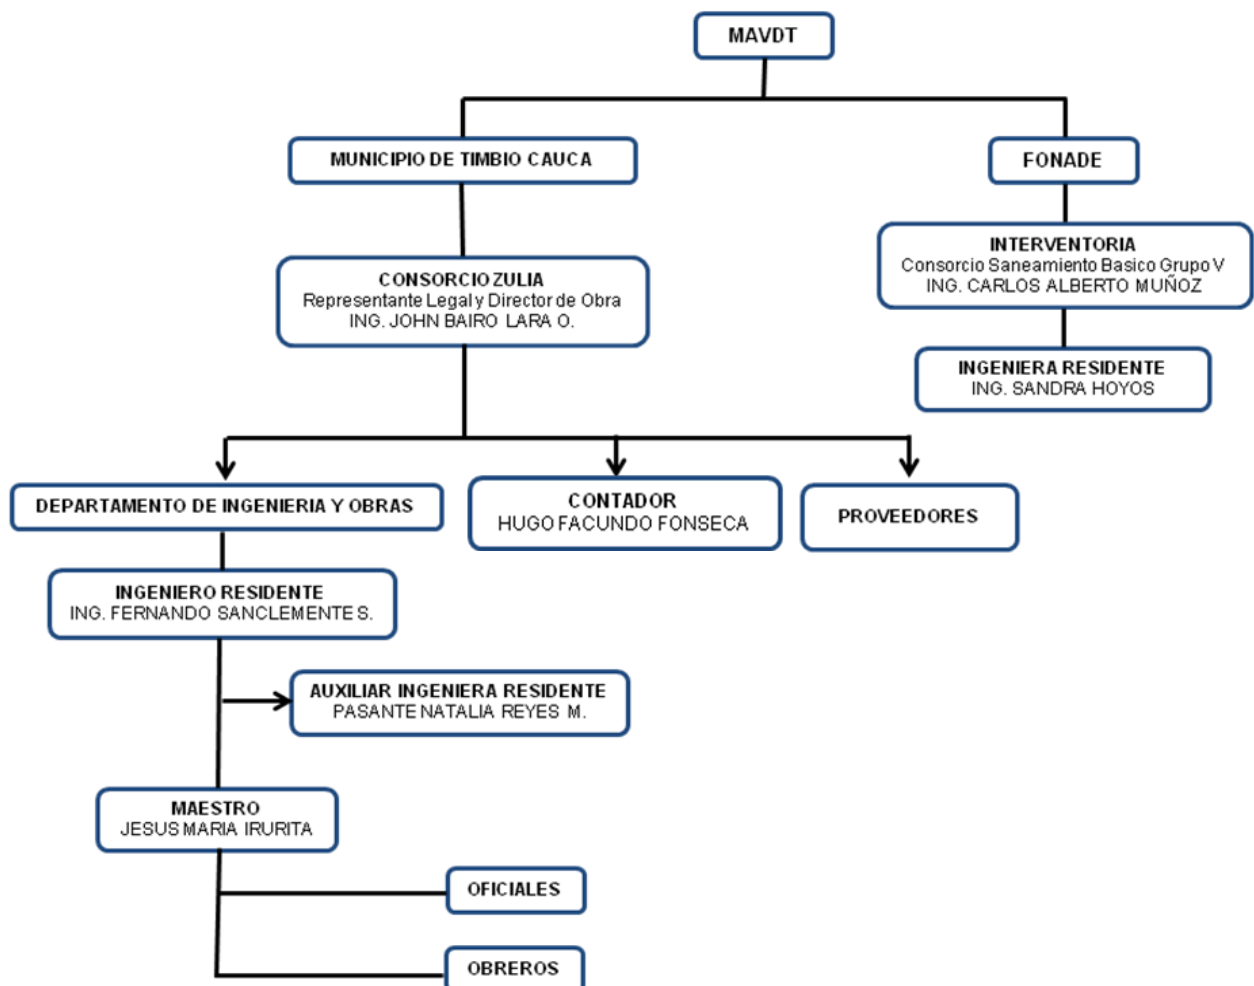 MAVDT
MUNICIPIO DE TIMBIO CAUCA
FONADE
INTERVENTORIA
Consorcio Saneamiento Basico Grupo V
ING. CARLOS ALBERTO MUÑOZ
CONSORCIO ZULIA
Representante Legal y Director de Obra
ING. JOHN BAIRO LARA O.
INGENIERA RESIDENTE
ING. SANDRA HOYOS
DEPARTAMENTO DE INGENIERIA Y OBRAS
CONTADOR
HUGO FACUNDO FONSECA
PROVEEDORES
INGENIERO RESIDENTE
ING. FERNANDO SANCLEMENTE S.
AUXILIAR INGENIERA RESIDENTE
PASANTE NATALIA REYES M.
MAESTRO
JESUS MARIA IRURITA
OFICIALES
OBREROS